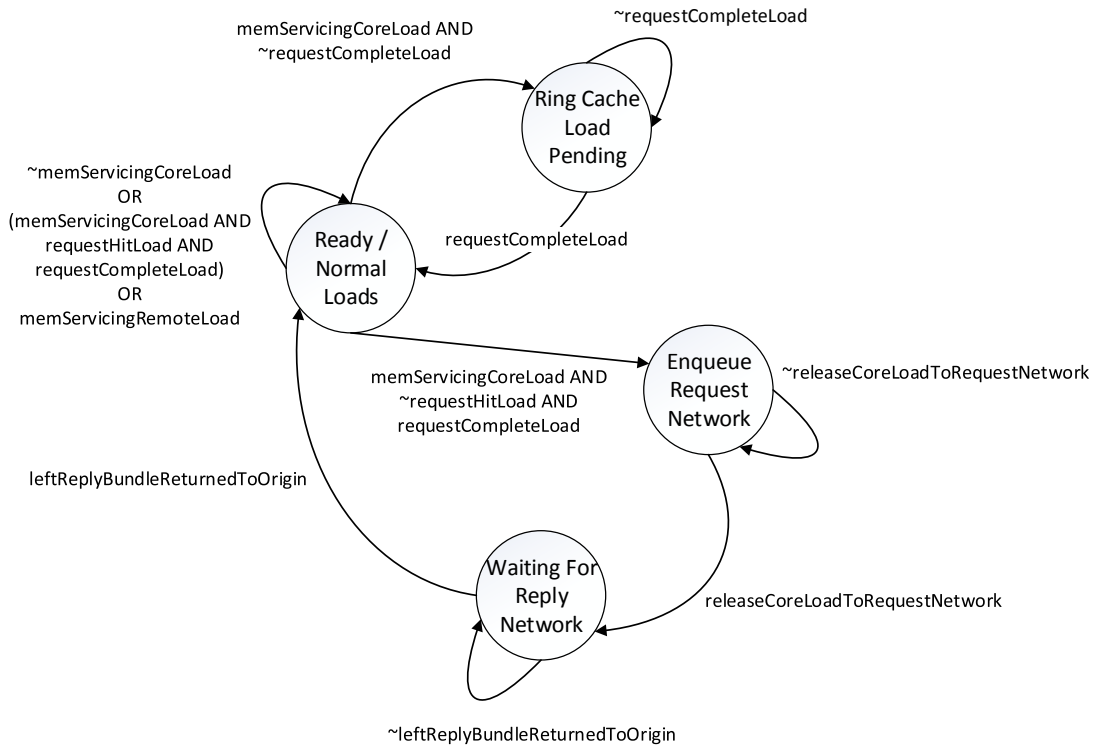 ~requestCompleteLoad
memServicingCoreLoad AND
~requestCompleteLoad
Ring Cache
Load
Pending
~memServicingCoreLoad
OR
(memServicingCoreLoad AND
requestHitLoad AND
requestCompleteLoad)
OR
memServicingRemoteLoad
Ready /
Normal
Loads
requestCompleteLoad
Enqueue
Request
Network
~releaseCoreLoadToRequestNetwork
memServicingCoreLoad AND
~requestHitLoad AND
requestCompleteLoad
leftReplyBundleReturnedToOrigin
Waiting For
Reply
Network
releaseCoreLoadToRequestNetwork
~leftReplyBundleReturnedToOrigin